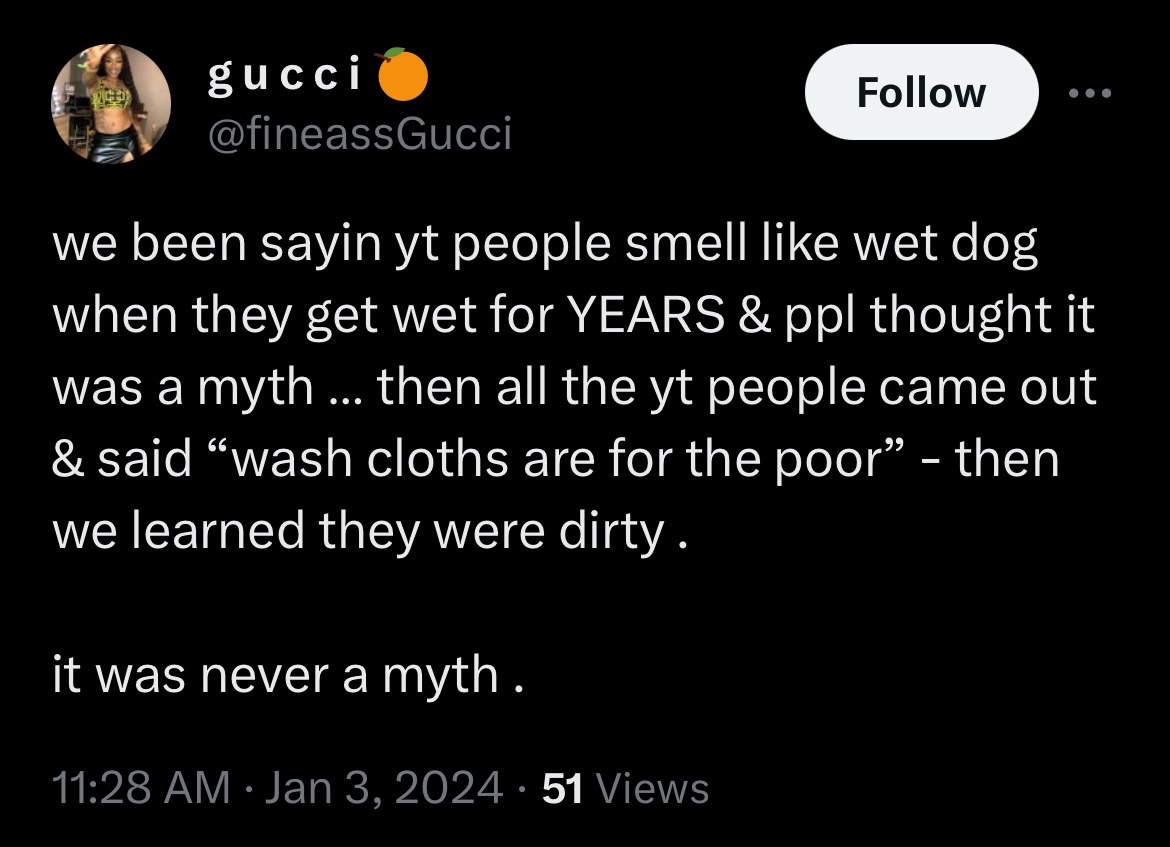 gucci🍊
@fineassGucci
Follow
we been sayin yt people smell like wet dog
when they get wet for YEARS & ppl thought it
was a myth ... then all the yt people came out
& said “wash cloths are for the poor” - then
we learned they were dirty .
it was never a myth .
11:28 AM · Jan 3, 2024 · 51 Views